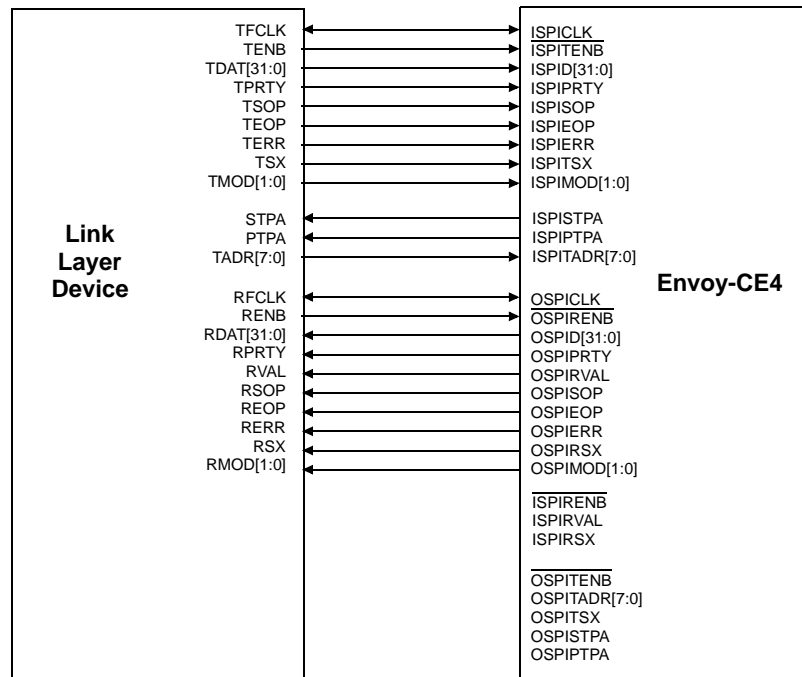 TFCLK ISPICLK
TENB ISPITENB
TDAT[31:0] ISPID[31:0]
TPRTY ISPIPRTY
TSOP ISPISOP
TEOP ISPIEOP
TERR ISPIERR
TSX ISPITSX
TMOD[1:0] ISPIMOD[1:0]
STPA ISPISTPA
PTPA ISPIPTPA
TADR[7:0] ISPITADR[7:0]
Link
Layer
Device
Envoy-CE4
RFCLK OSPICLK
RENB OSPIRENB
RDAT[31:0] OSPID[31:0]
RPRTY OSPIPRTY
RVAL OSPIRVAL
RSOP OSPISOP
REOP OSPIEOP
RERR OSPIERR
RSX OSPIRSX
RMOD[1:0] OSPIMOD[1:0]
ISPIRENB
ISPIRVAL
ISPIRSX
OSPITENB
OSPITADR[7:0]
OSPITSX
OSPISTPA
OSPIPTPA